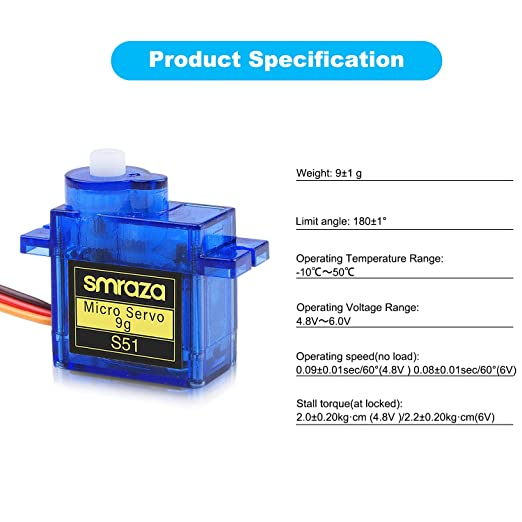 Product Specification
smraza
Micro Servo
9g
S51
Weight: 9±1 g
Limit angle: 180±1°
Operating Temperature Range:
-10℃～50℃
Operating Voltage Range:
4.8V～6.0V
Operating speed(no load):
0.09±0.01sec/60°(4.8V ) 0.08±0.01sec/60°(6V)
Stall torque(at locked):
2.0±0.20kg·cm (4.8V )/2.2±0.20kg·cm(6V)